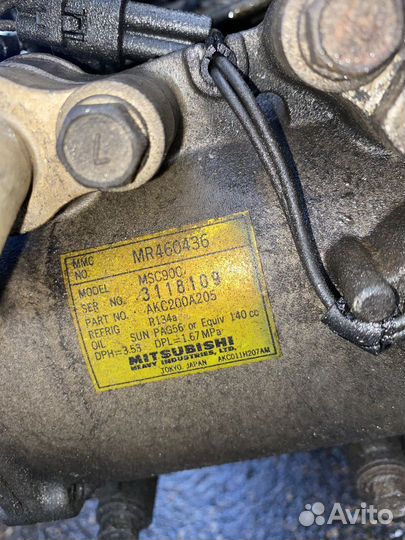 L
MMC NO. MR460436
MODEL MSC90C
SER NO. 3118109
PART NO. AKC200A205
REFRIG R134a
OIL SUN PAG56 or Equiv 140 cc
DPH=3.53 DPL=1.67MPa
MITSUBISHI
HEAVY INDUSTRIES, LTD.
TOKYO, JAPAN AKC011H207AM
Avito